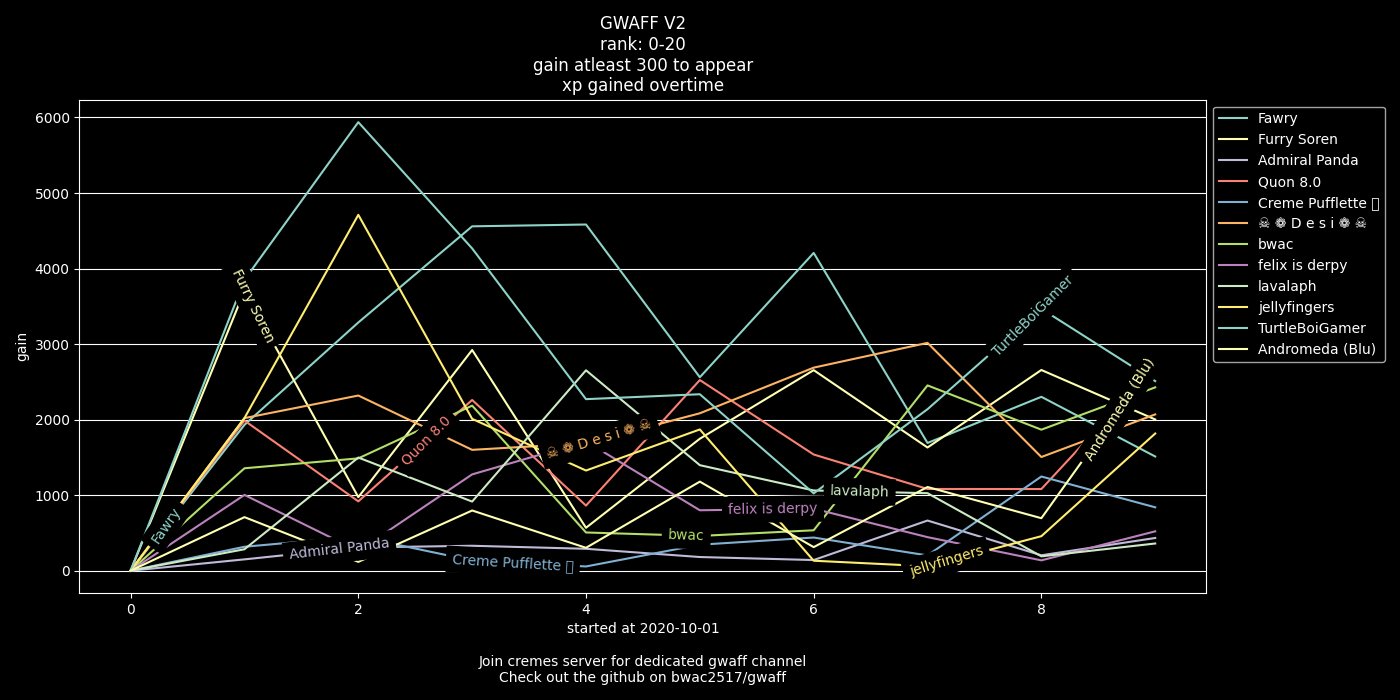 GWAFF V2
rank: 0-20
gain atleast 300 to appear
xp gained overtime
6000
5000
4000
3000
2000
1000
0
gain
Fawry
Furry Soren
Admiral Panda
Quon 8.0
Creme Pufflette ▯
☠ ❁ D e s i ❁ ☠
bwac
felix is derpy
lavalaph
jellyfingers
TurtleBoiGamer
Andromeda (Blu)
0
2
4
6
8
started at 2020-10-01
Fawry
Furry Soren
Admiral Panda
Quon 8.0
Creme Pufflette ▯
☠ ❁ D e s i ❁ ☠
bwac
felix is derpy
lavalaph
jellyfingers
TurtleBoiGamer
Andromeda (Blu)
Join cremes server for dedicated gwaff channel
Check out the github on bwac2517/gwaff